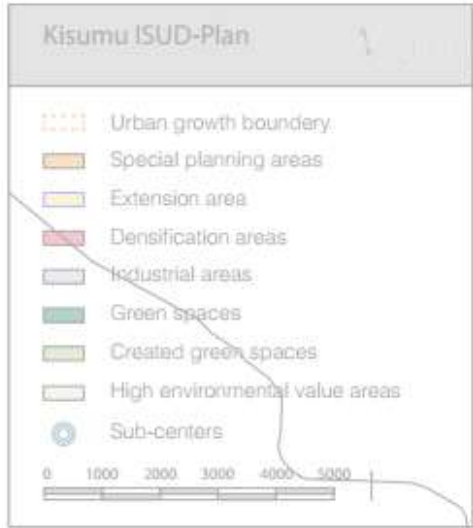 Kisumu ISUD-Plan
Urban growth boundery
Special planning areas
Extension area
Densification areas
Industrial areas
Green spaces
Created green spaces
High environmental value areas
Sub-centers
0 1000 2000 3000 4000 5000